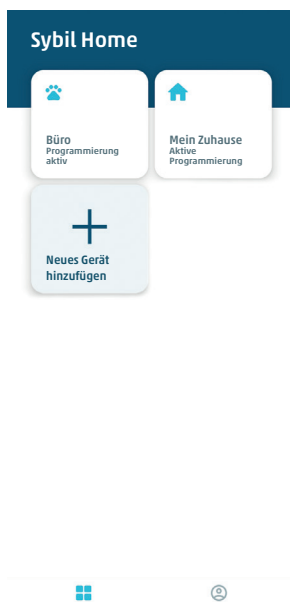 Sybil Home
Büro
Programmierung
aktiv
Mein Zuhause
Aktive
Programmierung
Neues Gerät
hinzufügen